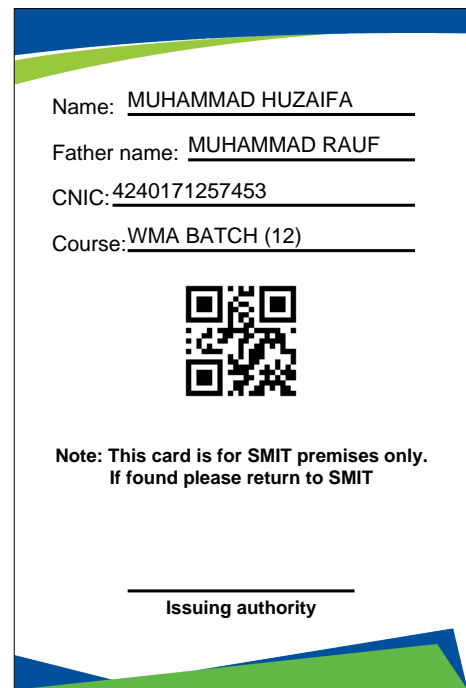 Name: MUHAMMAD HUZAIFA
Father name: MUHAMMAD RAUF
CNIC: 4240171257453
Course: WMA BATCH (12)
Note: This card is for SMIT premises only.
If found please return to SMIT
Issuing authority